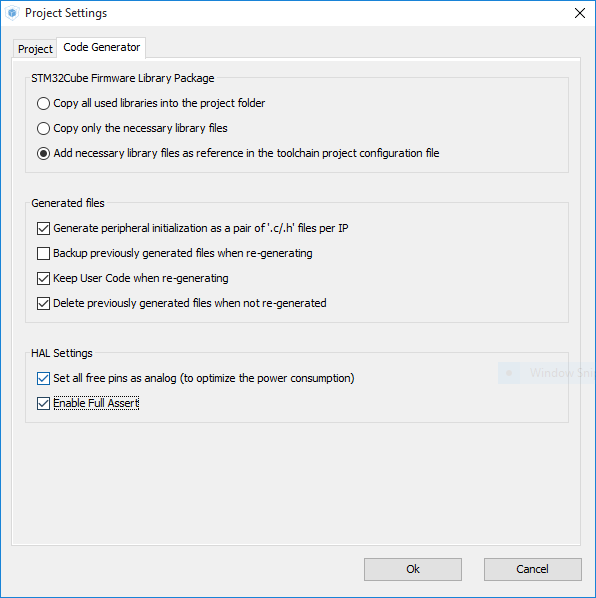 Project Settings
Project
Code Generator
STM32Cube Firmware Library Package
Copy all used libraries into the project folder
Copy only the necessary library files
Add necessary library files as reference in the toolchain project configuration file
Generated files
Generate peripheral initialization as a pair of '.c/.h' files per IP
Backup previously generated files when re-generating
Keep User Code when re-generating
Delete previously generated files when not re-generated
HAL Settings
Set all free pins as analog (to optimize the power consumption)
Window Snip
Enable Full Assert
Ok
Cancel